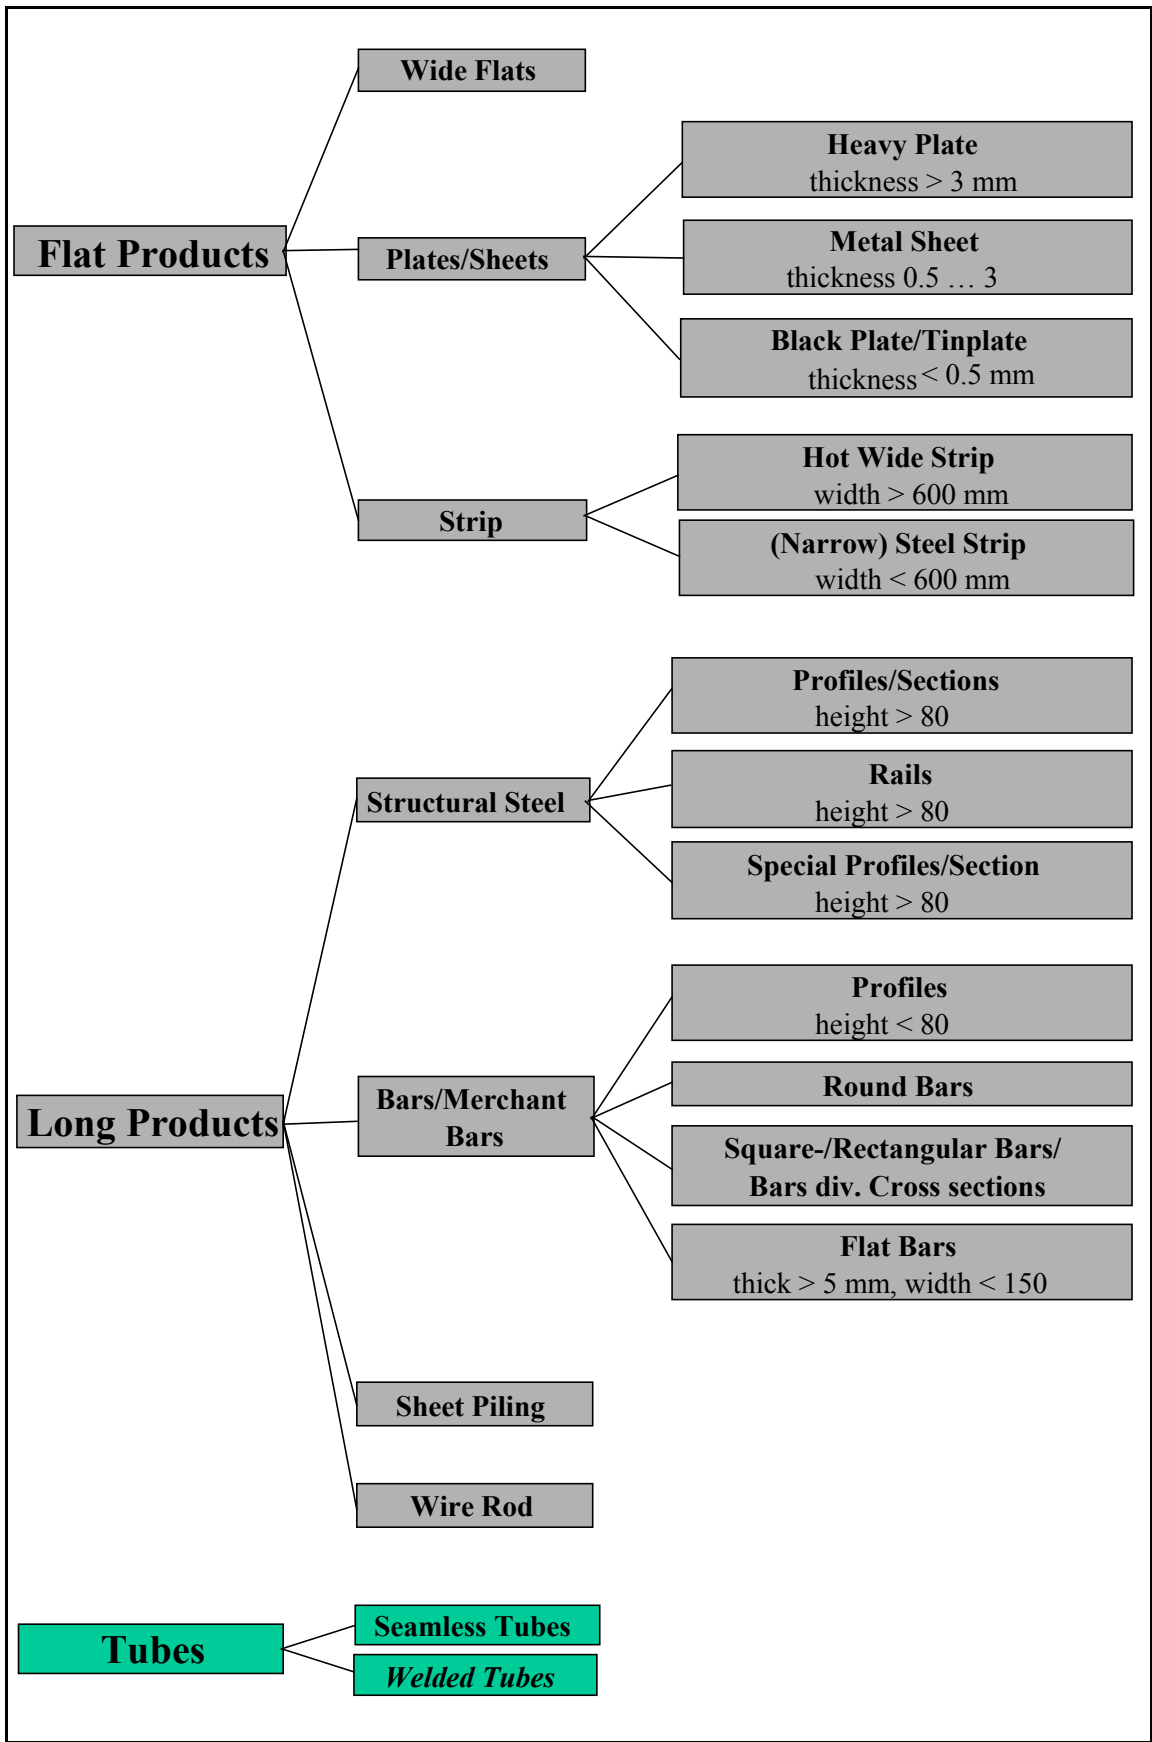 Wide Flats
Heavy Plate
thickness > 3 mm
Flat Products
Plates/Sheets
Metal Sheet
thickness 0.5 … 3
Black Plate/Tinplate
thickness < 0.5 mm
Strip
Hot Wide Strip
width > 600 mm
(Narrow) Steel Strip
width < 600 mm
Structural Steel
Profiles/Sections
height > 80
Rails
height > 80
Special Profiles/Section
height > 80
Long Products
Bars/Merchant
Bars
Profiles
height < 80
Round Bars
Square-/Rectangular Bars/
Bars div. Cross sections
Flat Bars
thick > 5 mm, width < 150
Sheet Piling
Wire Rod
Tubes
Seamless Tubes
Welded Tubes